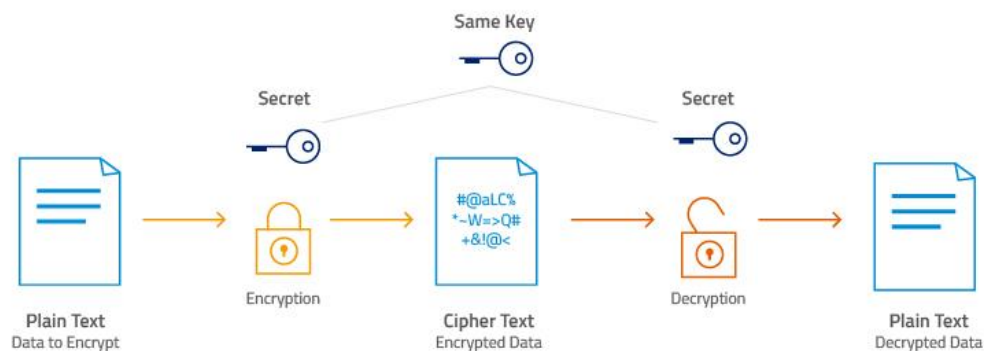 Same Key
Secret
Secret
#@aLC%
*~W=>Q#
+&!@<
Encryption
Decryption
Plain Text
Data to Encrypt
Cipher Text
Encrypted Data
Plain Text
Decrypted Data